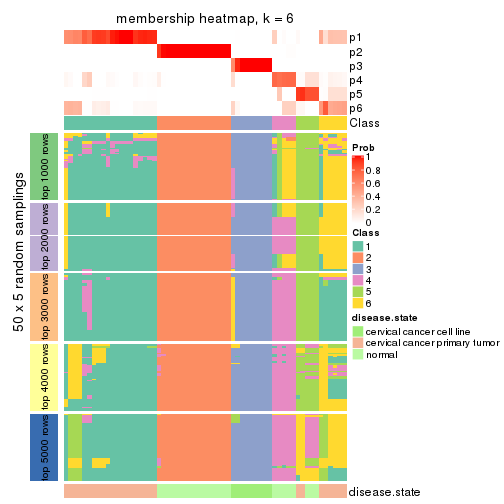 membership heatmap, k = 6
p1
p2
p3
p4
p5
p6
Class
50 x 5 random samplings
top 1000 rows
top 2000 rows
top 3000 rows
top 4000 rows
top 5000 rows
Prob
1
0.8
0.6
0.4
0.2
0
Class
1
2
3
4
5
6
disease.state
cervical cancer cell line
cervical cancer primary tumor
normal
disease.state